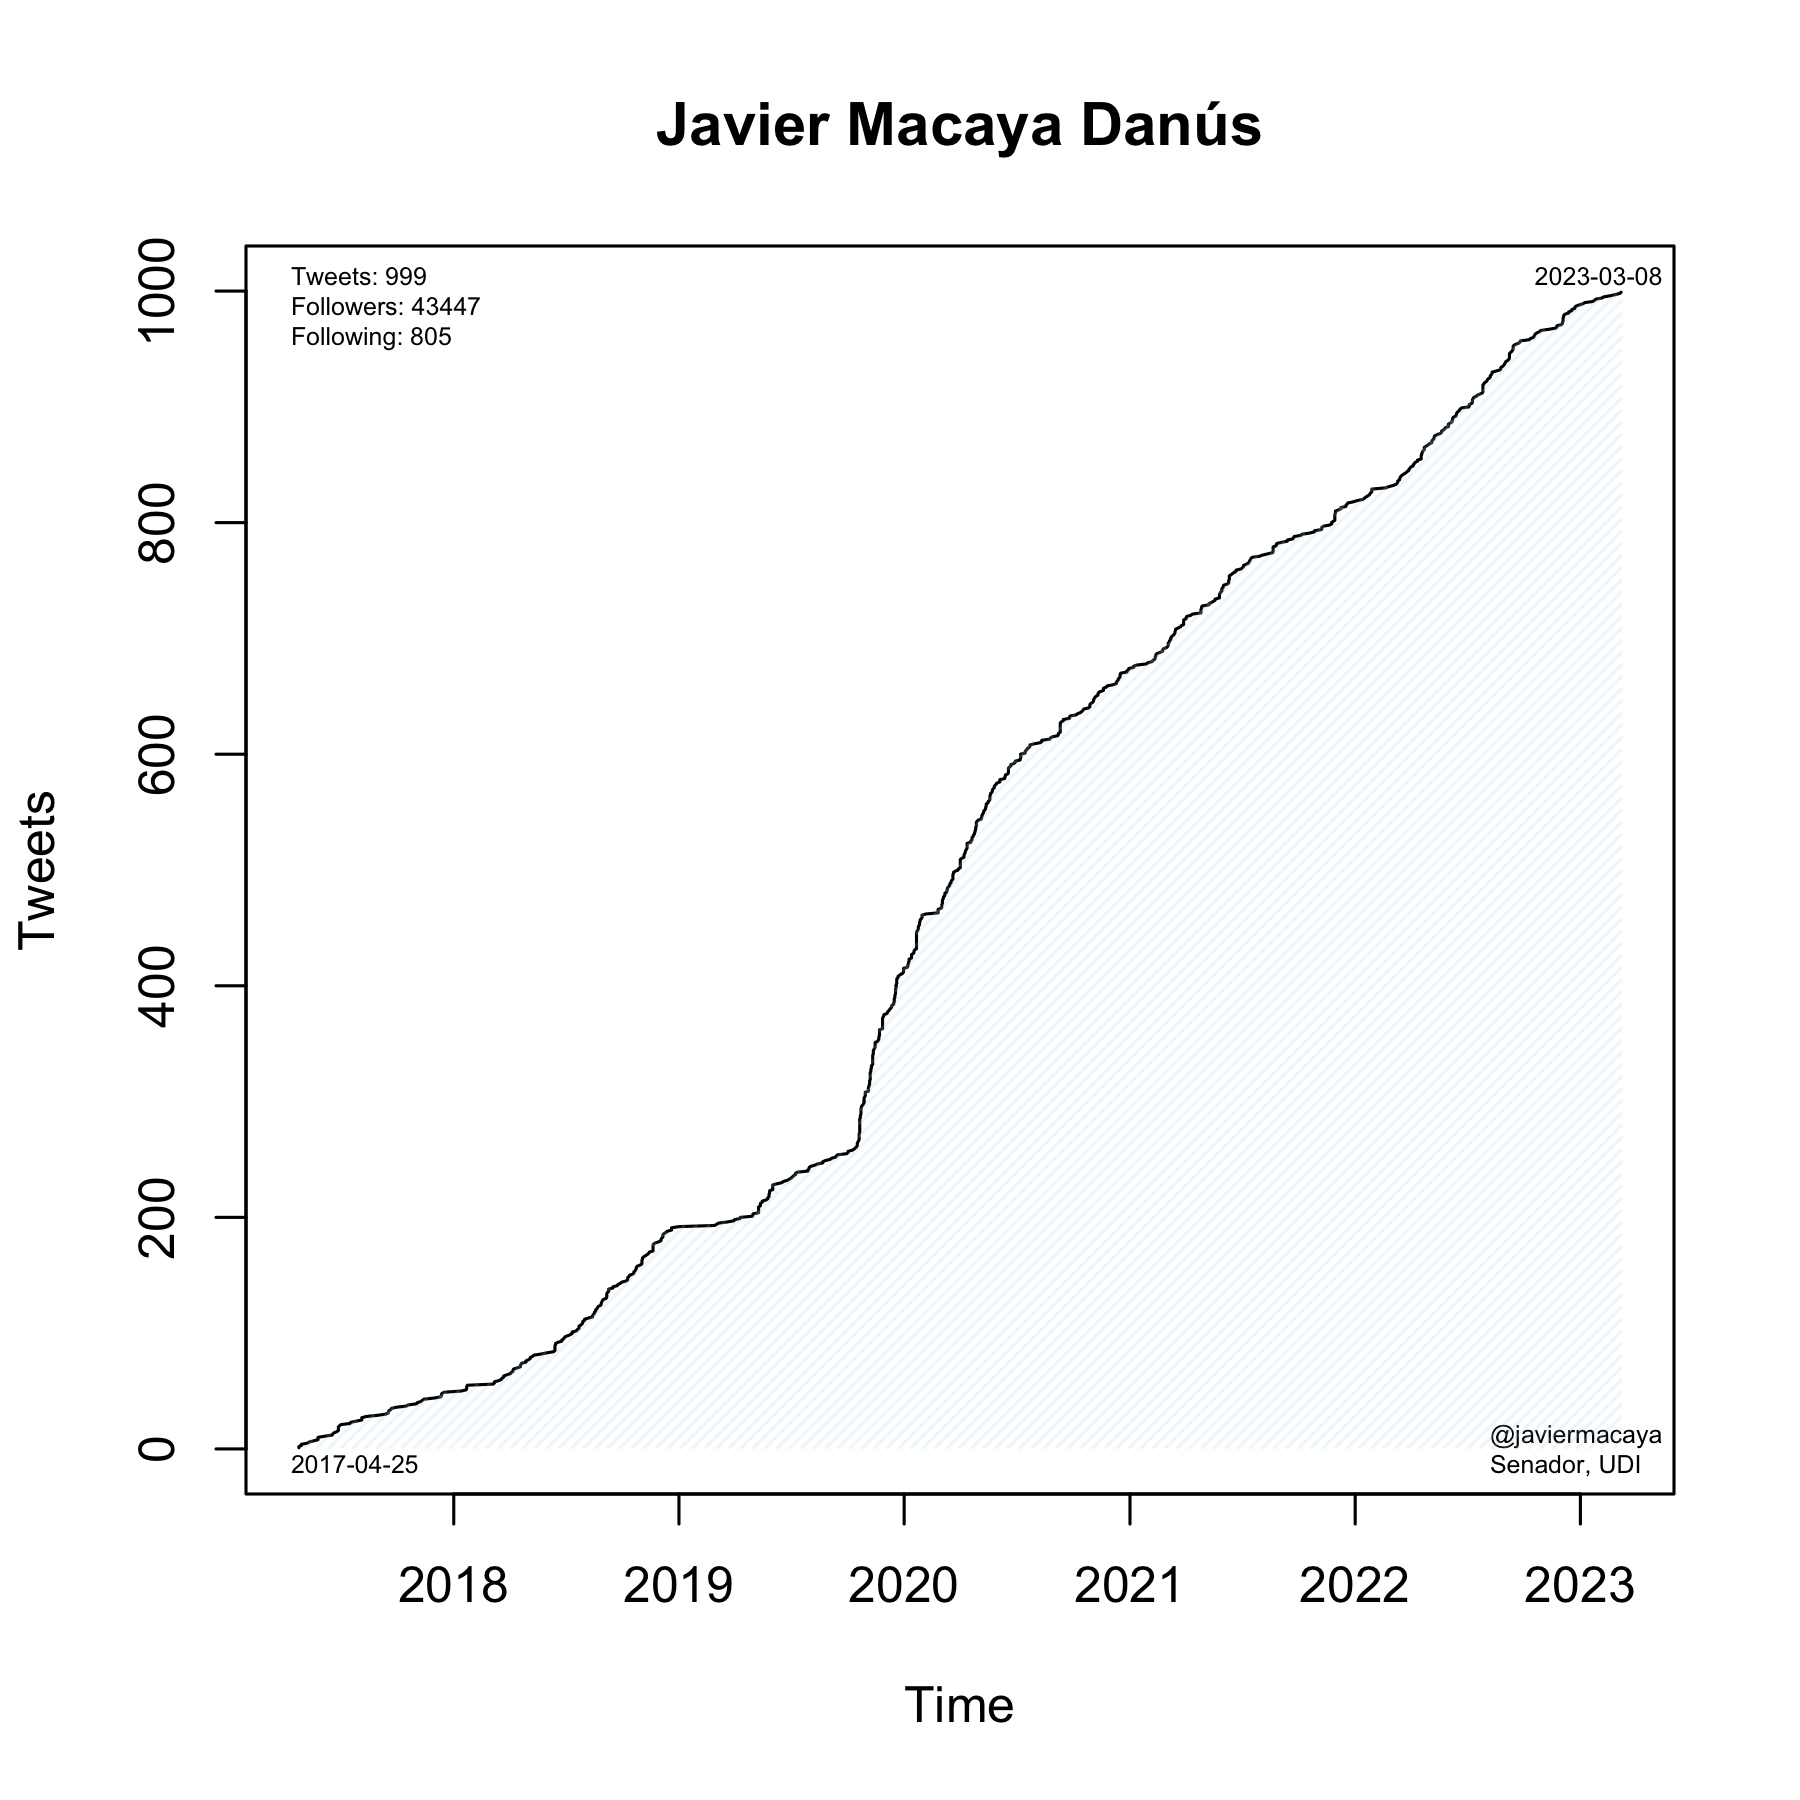 Javier Macaya Danús
Tweets: 999
Followers: 43447
Following: 805
2023-03-08
1000
800
600
400
200
0
Tweets
2017-04-25
@javiermacaya
Senador, UDI
2018 2019 2020 2021 2022 2023
Time